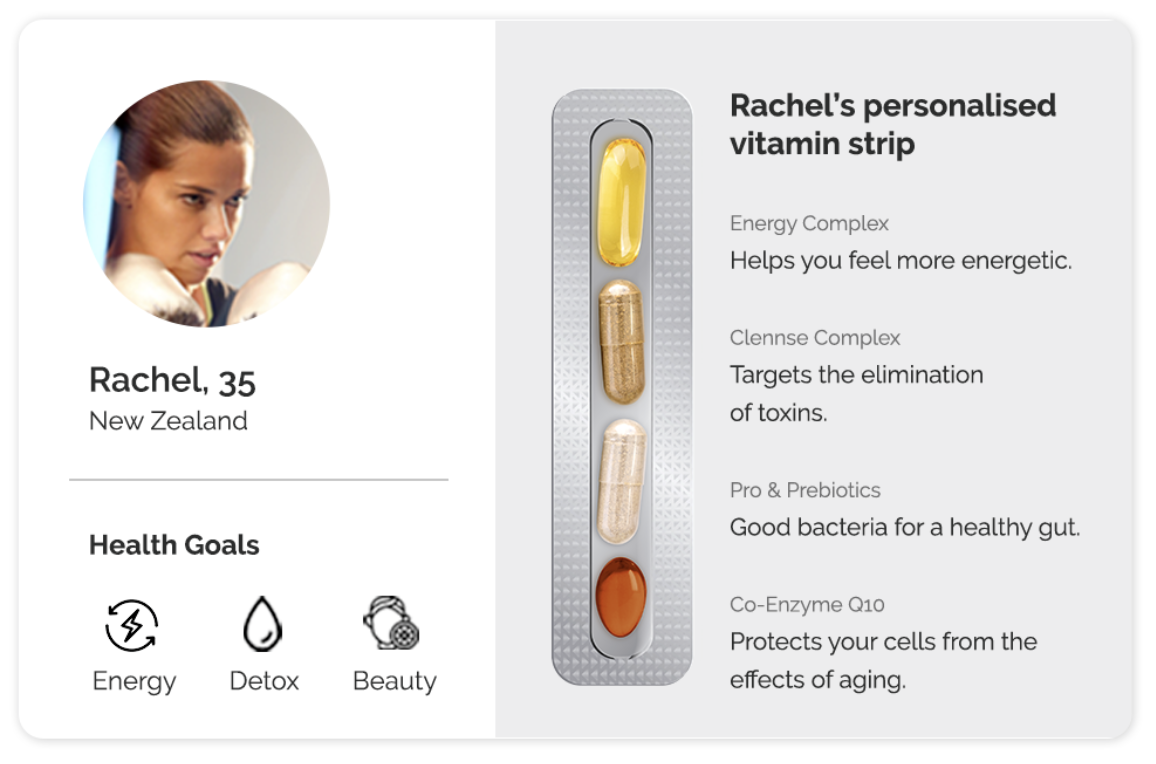 Rachel, 35
New Zealand
Health Goals
Energy
Detox
Beauty
Rachel’s personalised
vitamin strip
Energy Complex
Helps you feel more energetic.
Clennse Complex
Targets the elimination
of toxins.
Pro & Prebiotics
Good bacteria for a healthy gut.
Co-Enzyme Q10
Protects your cells from the
effects of aging.